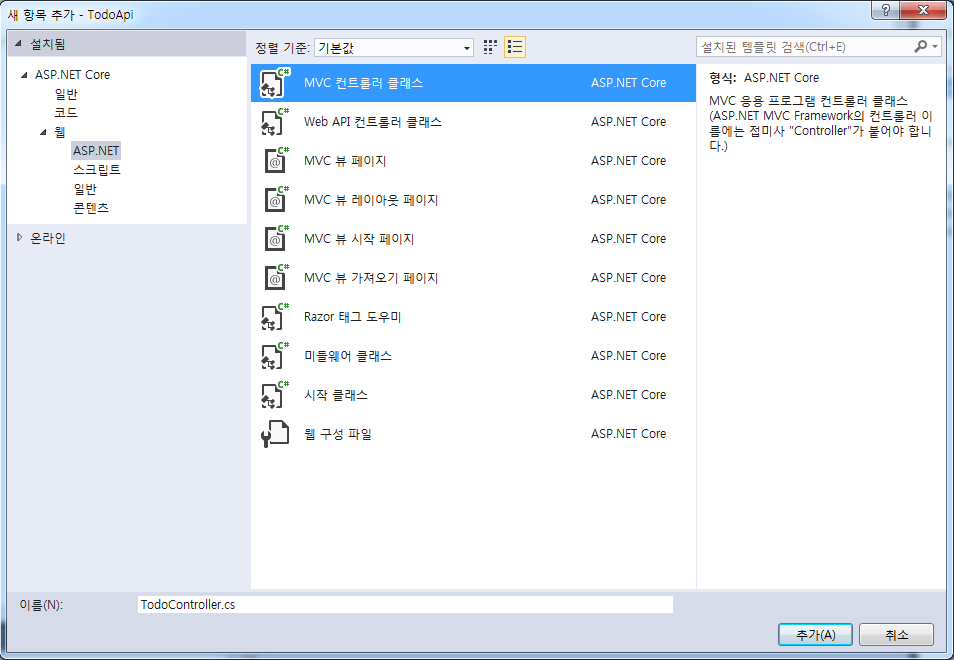 새 항목 추가 - TodoApi
설치됨
ASP.NET Core
일반
코드
웹
ASP.NET
스크립트
일반
콘텐츠
온라인
정렬 기준: 기본값
MVC 컨트롤러 클래스 ASP.NET Core
Web API 컨트롤러 클래스 ASP.NET Core
MVC 뷰 페이지 ASP.NET Core
MVC 뷰 레이아웃 페이지 ASP.NET Core
MVC 뷰 시작 페이지 ASP.NET Core
MVC 뷰 가져오기 페이지 ASP.NET Core
Razor 태그 도우미 ASP.NET Core
미들웨어 클래스 ASP.NET Core
시작 클래스 ASP.NET Core
웹 구성 파일 ASP.NET Core
설치된 템플릿 검색(Ctrl+E)
형식: ASP.NET Core
MVC 응용 프로그램 컨트롤러 클래스
(ASP.NET MVC Framework의 컨트롤러 이
름에는 접미사 "Controller"가 붙어야 합니
다.)
이름(N): TodoController.cs
추가(A) 취소